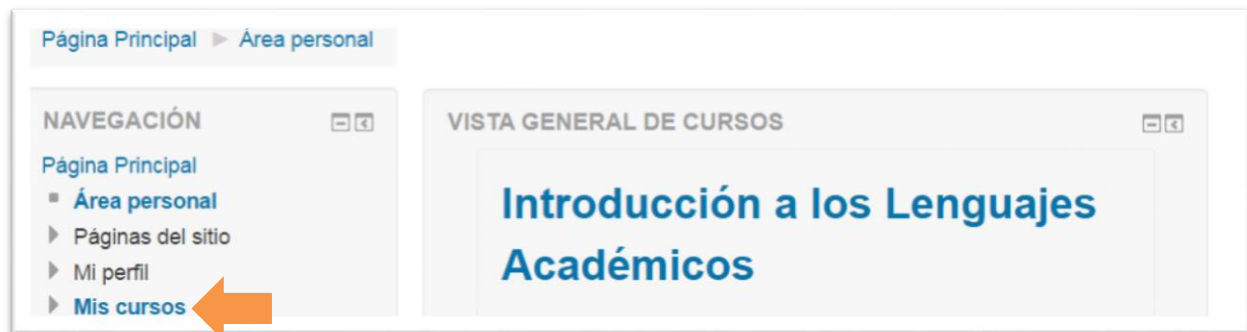 Página Principal ▶ Área personal
NAVEGACIÓN
Página Principal
Área personal
Páginas del sitio
Mi perfil
Mis cursos
VISTA GENERAL DE CURSOS
Introducción a los Lenguajes
Académicos